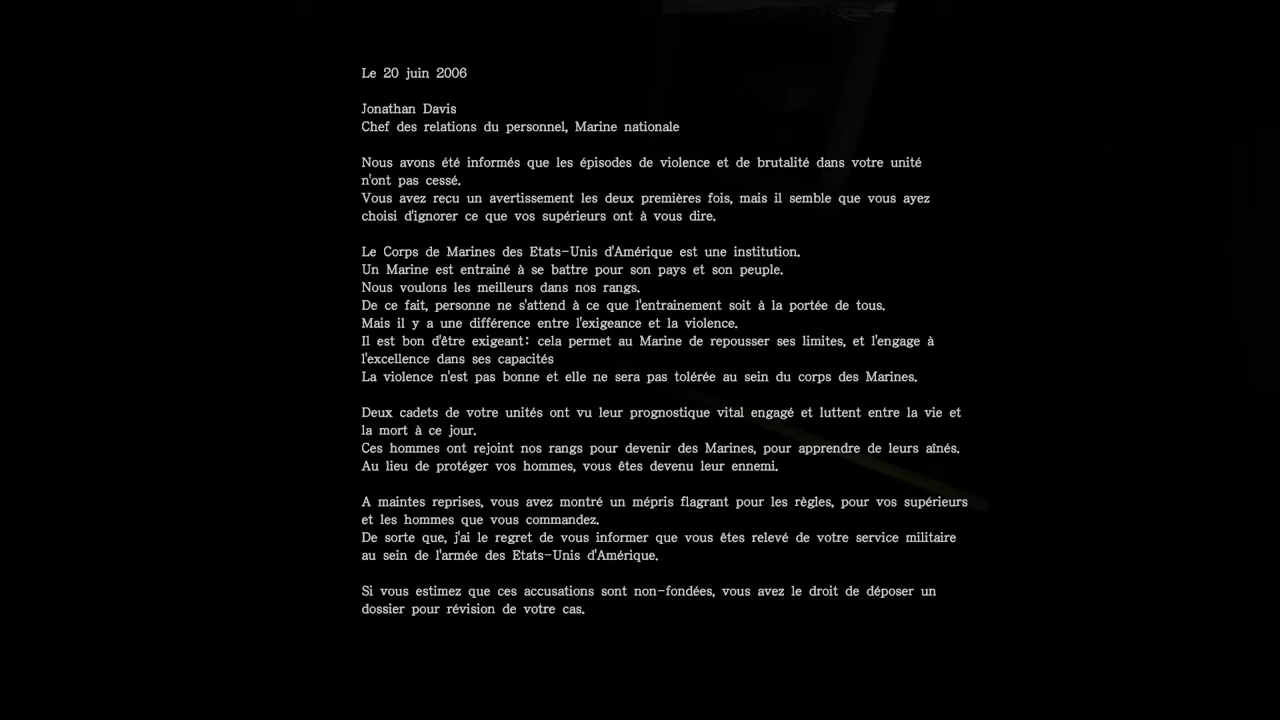 Le 20 juin 2006
Jonathan Davis
Chef des relations du personnel, Marine nationale
Nous avons été informés que les épisodes de violence et de brutalité dans votre unité
n'ont pas cessé.
Vous avez reçu un avertissement les deux premières fois, mais il semble que vous ayez
choisi d'ignorer ce que vos supérieurs ont à vous dire.
Le Corps de Marines des Etats-Unis d'Amérique est une institution.
Un Marine est entrainé à se battre pour son pays et son peuple.
Nous voulons les meilleurs dans nos rangs.
De ce fait, personne ne s'attend à ce que l'entrainement soit à la portée de tous.
Mais il y a une différence entre l'exigeance et la violence.
Il est bon d'être exigeant: cela permet au Marine de repousser ses limites, et l'engage à
l'excellence dans ses capacités
La violence n'est pas bonne et elle ne sera pas tolérée au sein du corps des Marines.
Deux cadets de votre unités ont vu leur prognostique vital engagé et luttent entre la vie et
la mort à ce jour.
Ces hommes ont rejoint nos rangs pour devenir des Marines, pour apprendre de leurs aînés.
Au lieu de protéger vos hommes, vous êtes devenu leur ennemi.
A maintes reprises, vous avez montré un mépris flagrant pour les règles, pour vos supérieurs
et les hommes que vous commandez.
De sorte que, j'ai le regret de vous informer que vous êtes relevé de votre service militaire
au sein de l'armée des Etats-Unis d'Amérique.
Si vous estimez que ces accusations sont non-fondées, vous avez le droit de déposer un
dossier pour révision de votre cas.